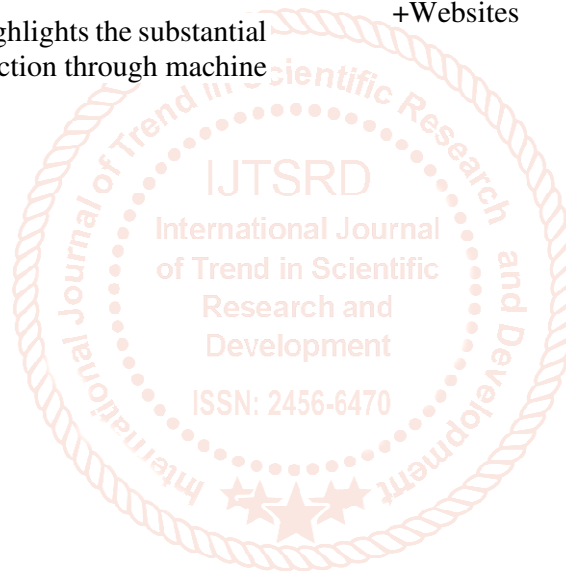 ghlights the substantial
ction through machine
+Websites
International Journal of Trend in Scientific Research and Development
IJTSRD
International Journal
of Trend in Scientific
Research and
Development
ISSN: 2456-6470